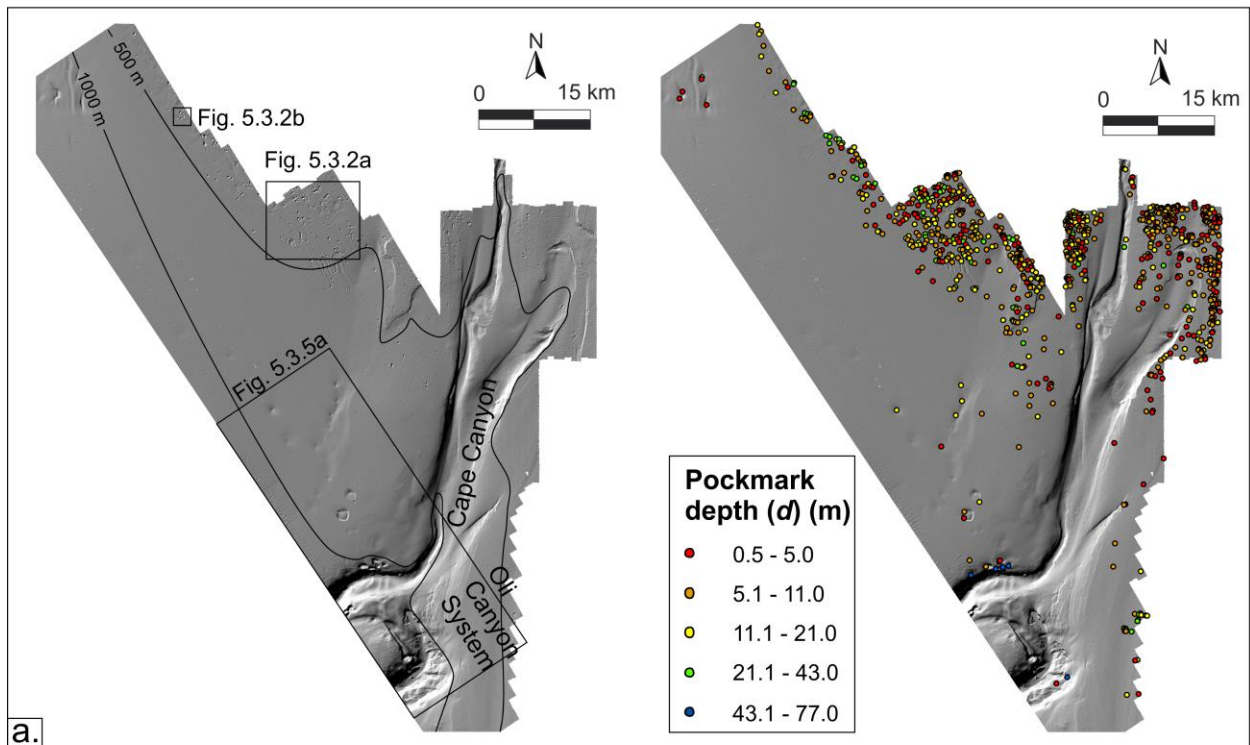 500 m
1000 m
N
0 15 km
Fig. 5.3.2b
Fig. 5.3.2a
Fig. 5.3.5a
Cape Canyon
Oli
Canyon
System
a.
N
0 15 km
Pockmark
depth (d) (m)
0.5 - 5.0
5.1 - 11.0
11.1 - 21.0
21.1 - 43.0
43.1 - 77.0